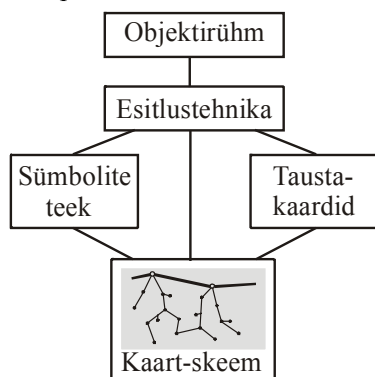 Objektirühm
Esitlustehnika
Sümbolite
teek
Tausta-
kaardid
Kaart-skeem